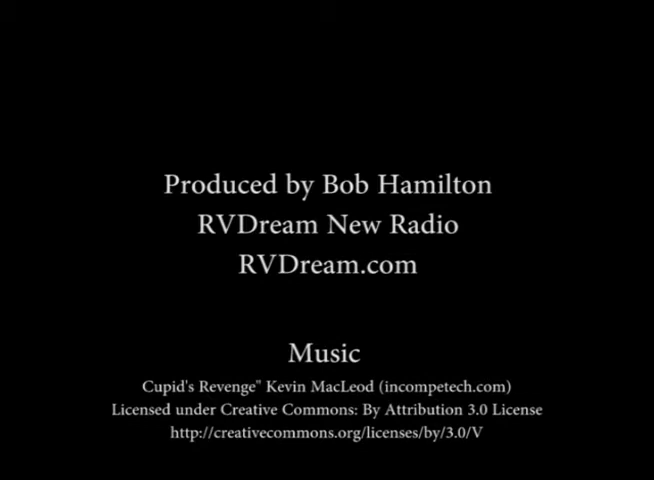 Produced by Bob Hamilton
RVDream New Radio
RVDream.com
Music
Cupid's Revenge" Kevin MacLeod (incompetech.com)
Licensed under Creative Commons: By Attribution 3.0 License
http://creativecommons.org/licenses/by/3.0/V